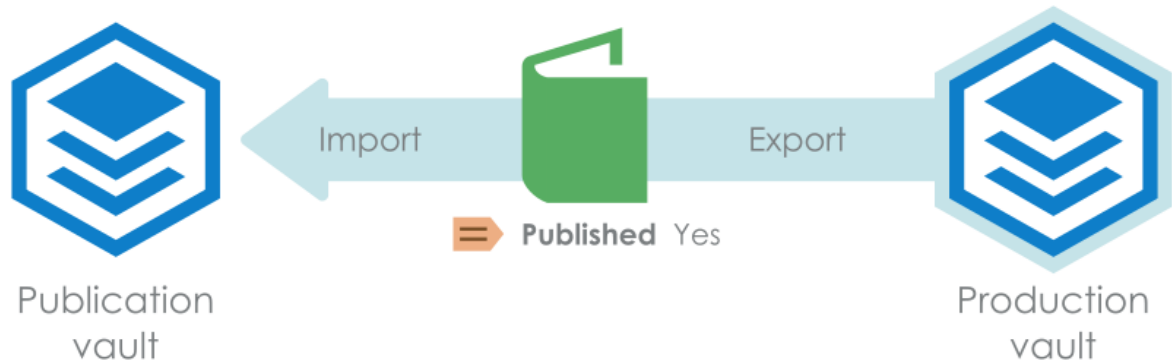 Import
Export
Published Yes
Publication
vault
Production
vault